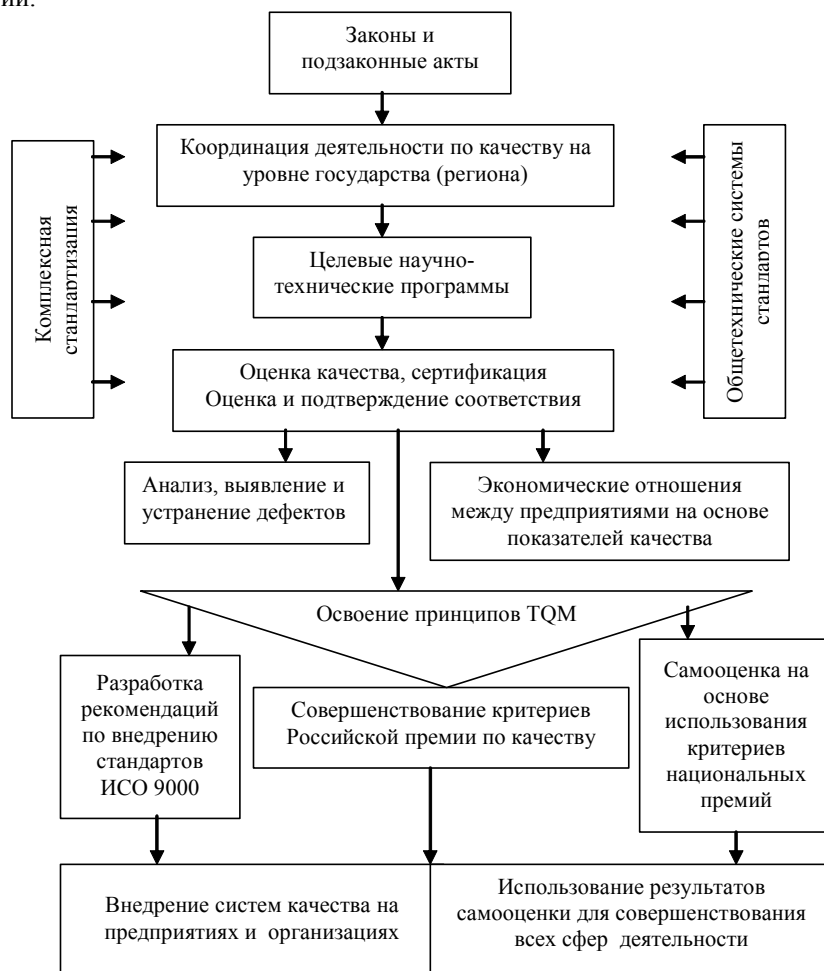 ии.
Законы и
подзаконные акты
Координация деятельности по качеству на
уровне государства (региона)
Комплексная
стандартизация
Общетехнические системы
стандартов
Целевые научно-
технические программы
Оценка качества, сертификация
Оценка и подтверждение соответствия
Анализ, выявление и
устранение дефектов
Экономические отношения
между предприятиями на основе
показателей качества
Освоение принципов TQM
Разработка
рекомендаций
по внедрению
стандартов
ИСО 9000
Совершенствование критериев
Российской премии по качеству
Самооценка на
основе
использования
критериев
национальных
премий
Внедрение систем качества на
предприятиях и организациях
Использование результатов
самооценки для совершенствования
всех сфер деятельности